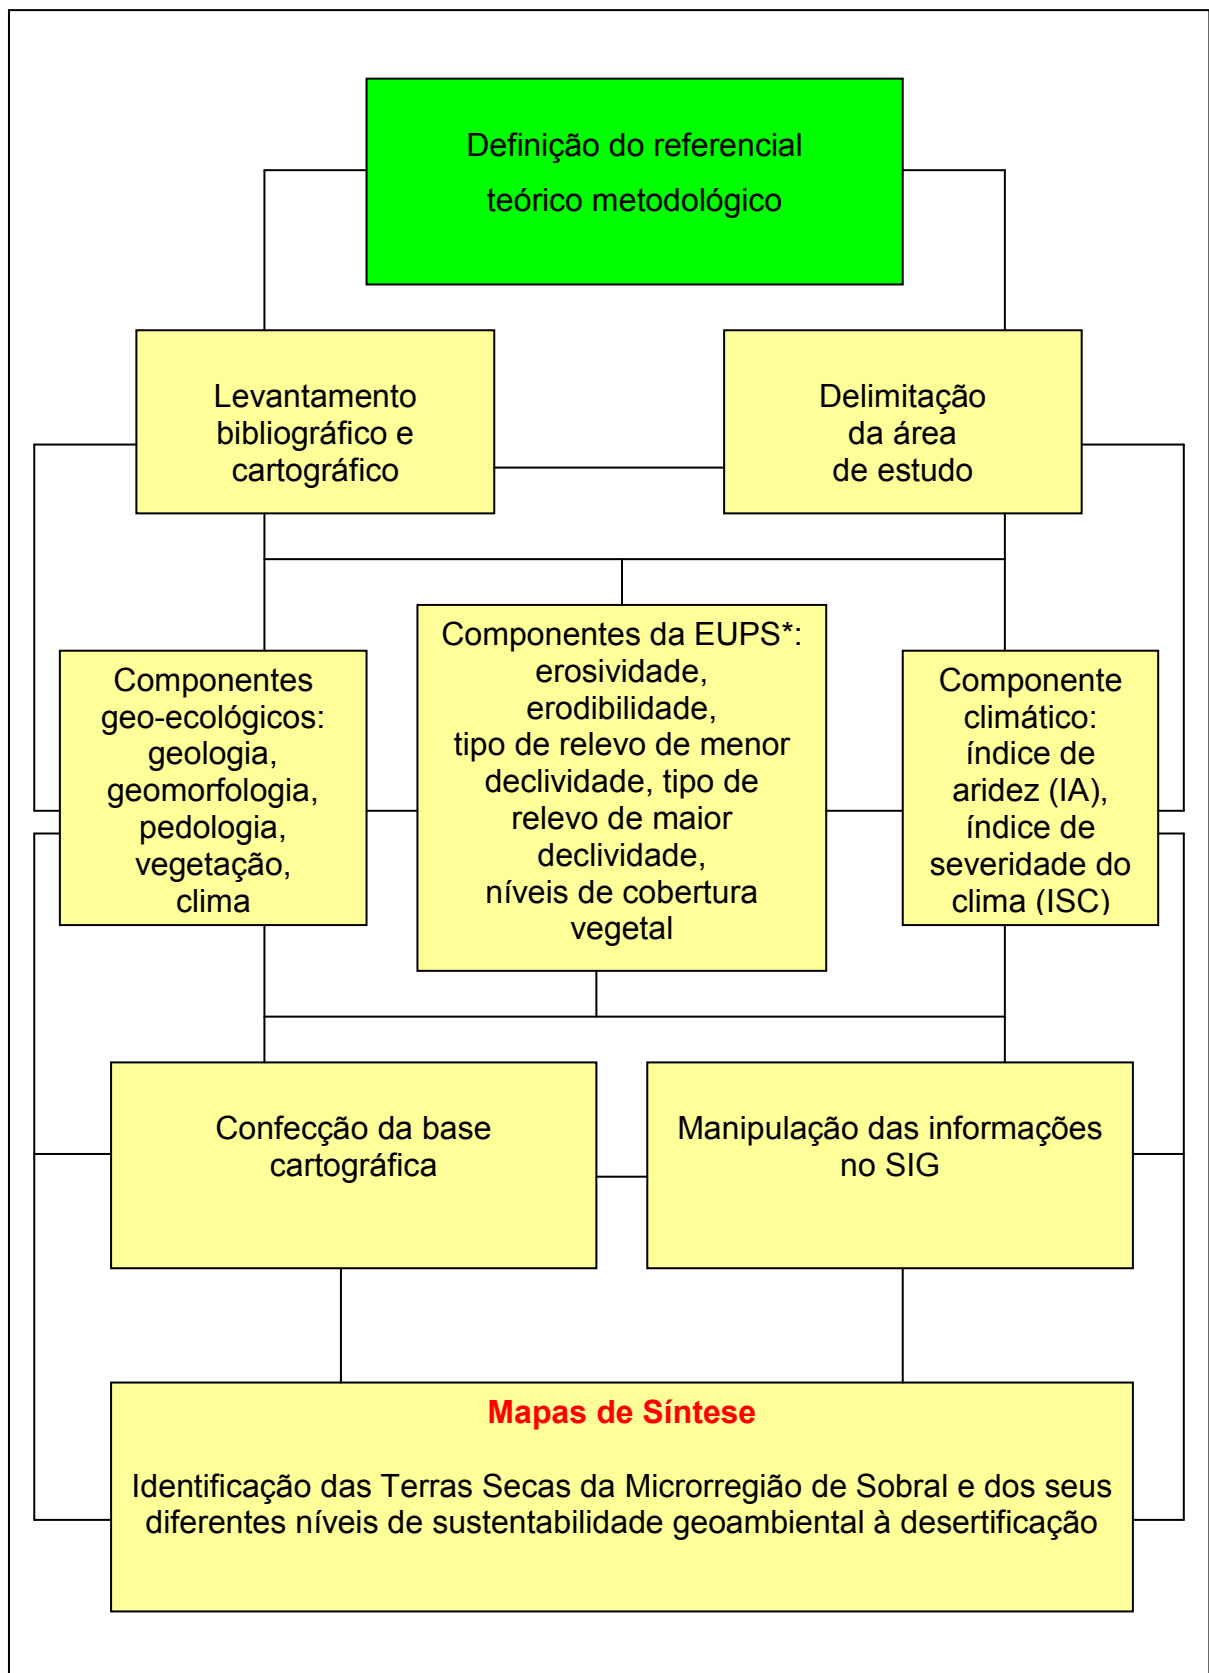 Definição do referencial
teórico metodológico
Levantamento
bibliográfico e
cartográfico
Delimitação
da área
de estudo
Componentes
geo-ecológicos:
geologia,
geomorfologia,
pedologia,
vegetação,
clima
Componentes da EUPS*:
erosividade,
erodibilidade,
tipo de relevo de menor
declividade, tipo de
relevo de maior
declividade,
níveis de cobertura
vegetal
Componente
climático:
índice de
aridez (IA),
índice de
severidade do
clima (ISC)
Confecção da base
cartográfica
Manipulação das informações
no SIG
Mapas de Síntese
Identificação das Terras Secas da Microrregião de Sobral e dos seus
diferentes níveis de sustentabilidade geoambiental à desertificação